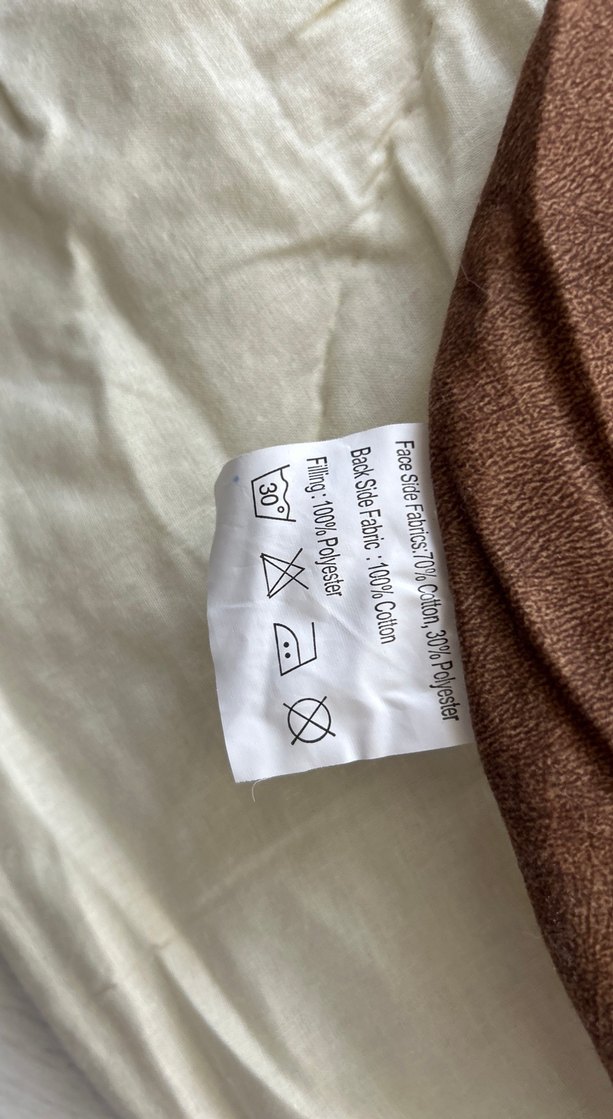 Face Side Fabrics:70% Cotton, 30% Polyester
Back Side Fabric : 100% Cotton
Filling: 100% Polyester
30°